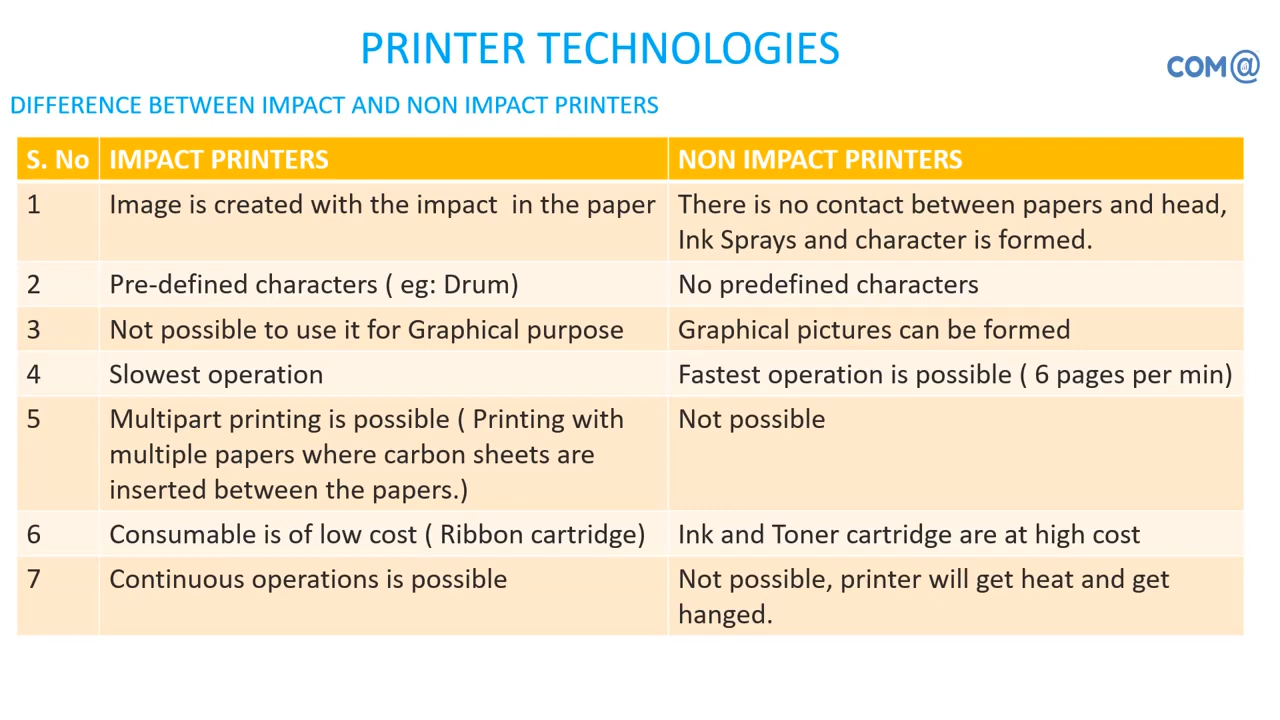 PRINTER TECHNOLOGIES
COM@
DIFFERENCE BETWEEN IMPACT AND NON IMPACT PRINTERS
S. No IMPACT PRINTERS NON IMPACT PRINTERS
1 Image is created with the impact  in the paper There is no contact between papers and head,
Ink Sprays and character is formed.
2 Pre-defined characters ( eg: Drum) No predefined characters
3 Not possible to use it for Graphical purpose Graphical pictures can be formed
4 Slowest operation Fastest operation is possible ( 6 pages per min)
5 Multipart printing is possible ( Printing with Not possible
multiple papers where carbon sheets are
inserted between the papers.)
6 Consumable is of low cost ( Ribbon cartridge) Ink and Toner cartridge are at high cost
7 Continuous operations is possible Not possible, printer will get heat and get
hanged.